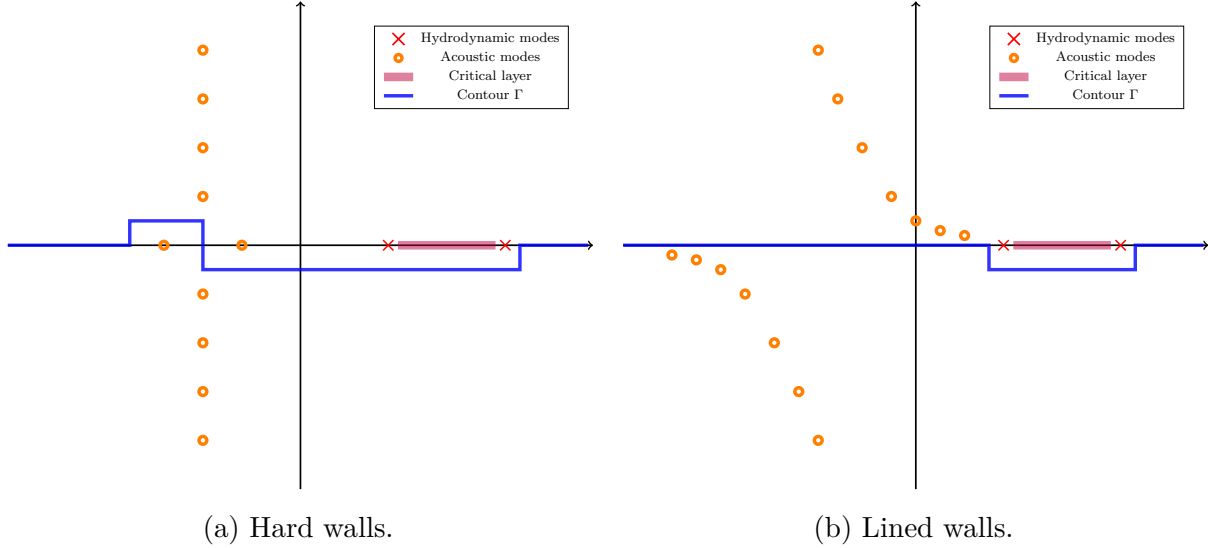 Hydrodynamic modes
Acoustic modes
Critical layer
Contour Γ
Hydrodynamic modes
Acoustic modes
Critical layer
Contour Γ
(a) Hard walls.
(b) Lined walls.